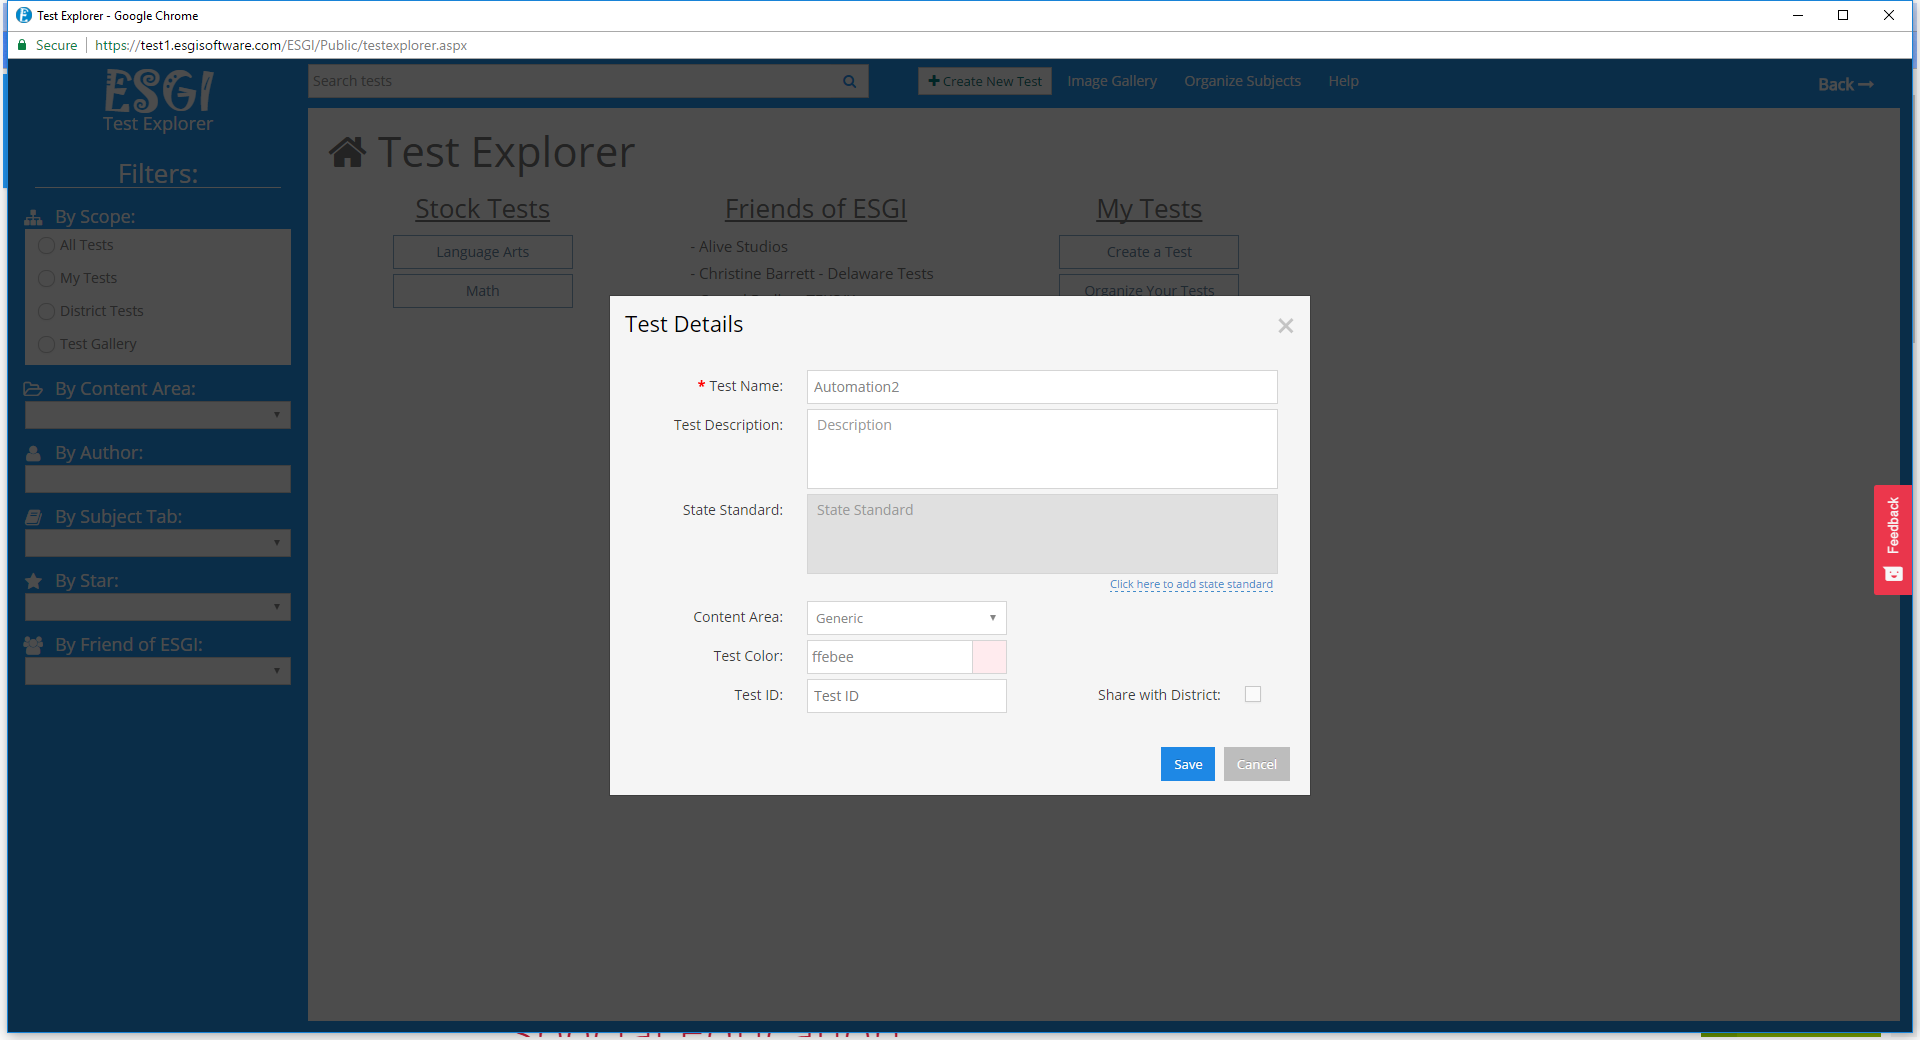 Test Explorer - Google Chrome
Secure https://test1.esgisoftware.com/ESGI/Public/testexplorer.aspx
ESGI
Test Explorer
Search tests
Create New Test
Image Gallery
Organize Subjects
Help
Back
Filters:
By Scope:
All Tests
My Tests
District Tests
Test Gallery
By Content Area:
By Author:
By Subject Tab:
By Star:
By Friend of ESGI:
Test Explorer
Stock Tests
Language Arts
Math
Friends of ESGI
- Alive Studios
- Christine Barrett - Delaware Tests
My Tests
Create a Test
Organize Your Tests
Test Details
* Test Name: Automation2
Test Description: Description
State Standard: State Standard
Click here to add state standard
Content Area: Generic
Test Color: ffebee
Test ID: Test ID
Share with District:
Save
Cancel
Feedback